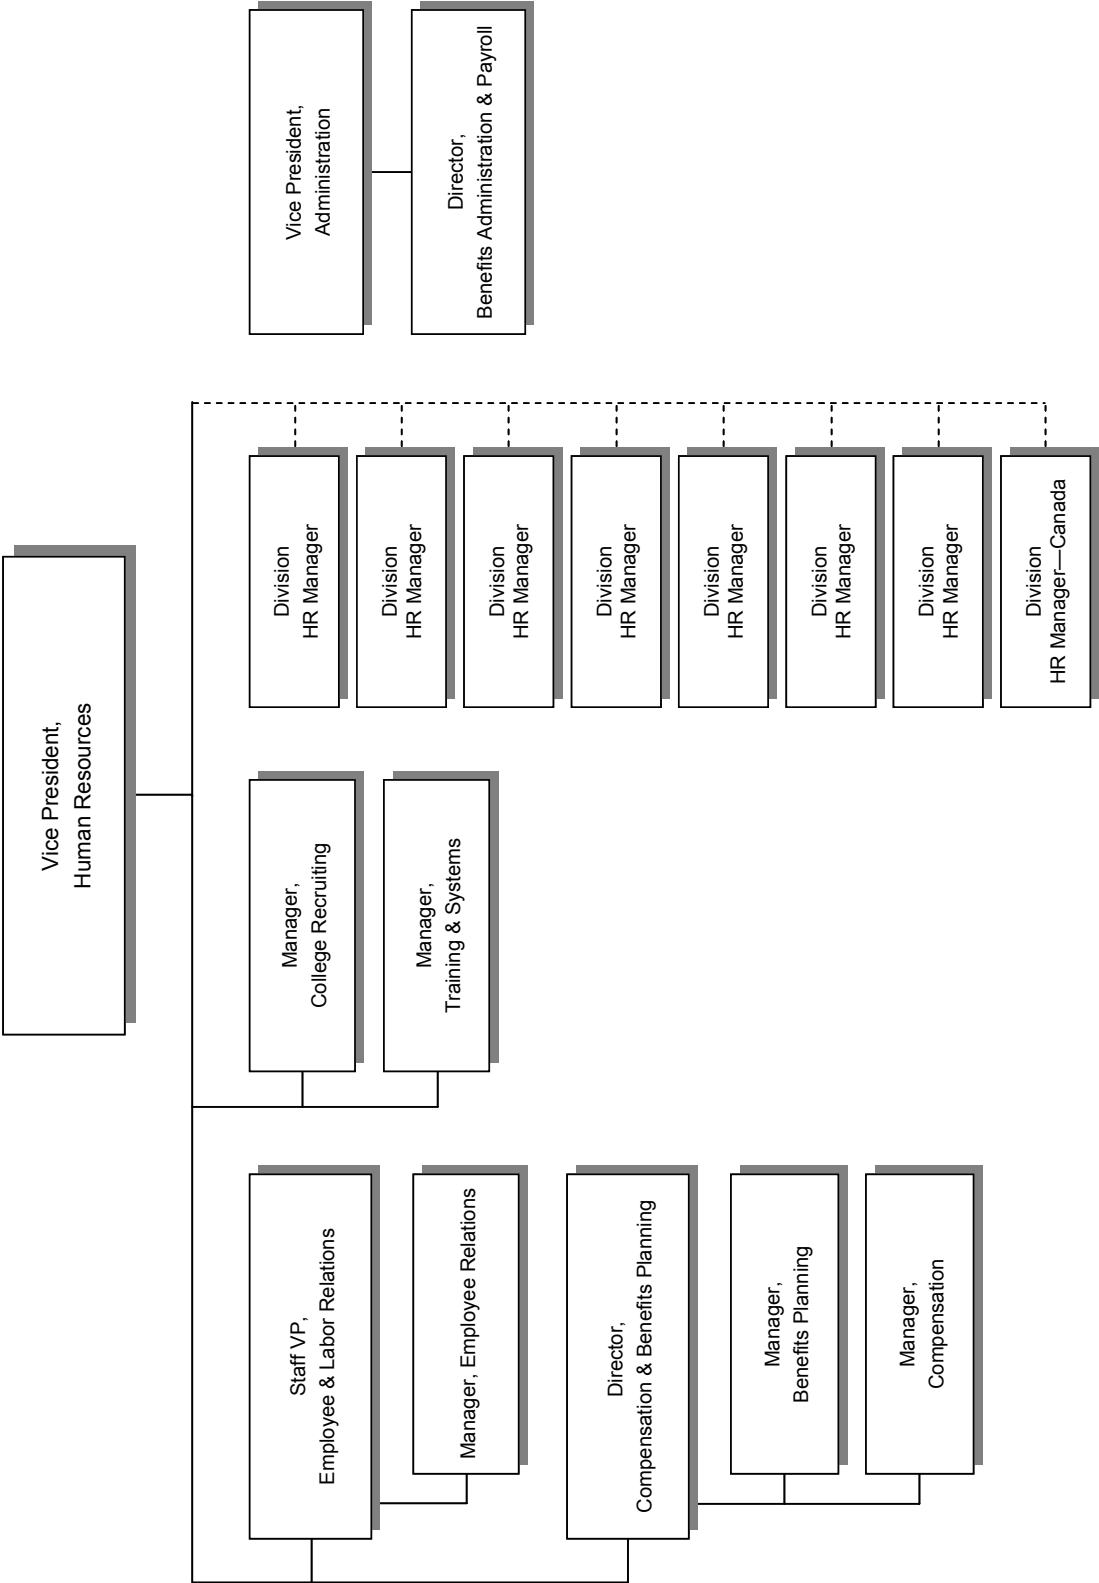 Vice President,
Human Resources
Staff VP,
Employee & Labor Relations
Manager, Employee Relations
Director,
Compensation & Benefits Planning
Manager,
Benefits Planning
Manager,
Compensation
Manager,
College Recruiting
Manager,
Training & Systems
Division
HR Manager
Division
HR Manager
Division
HR Manager
Division
HR Manager
Division
HR Manager
Division
HR Manager
Division
HR Manager
Division
HR Manager—Canada
Vice President,
Administration
Director,
Benefits Administration & Payroll